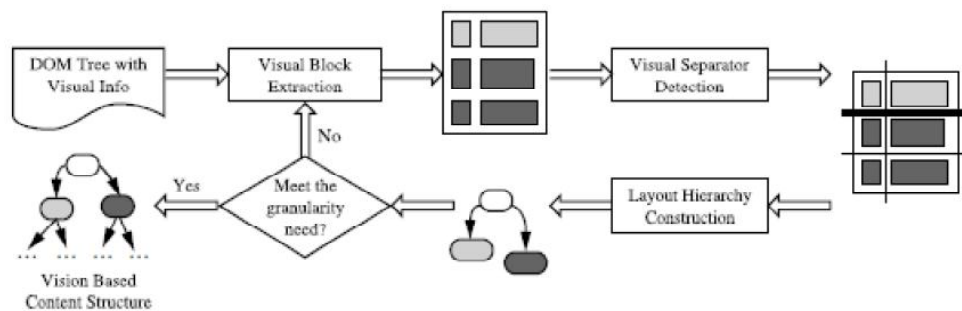 DOM Tree with
Visual Info
Visual Block
Extraction
Visual Separator
Detection
No
Yes
Meet the
granularity
need?
Layout Hierarchy
Construction
... ... ... ...
Vision Based
Content Structure